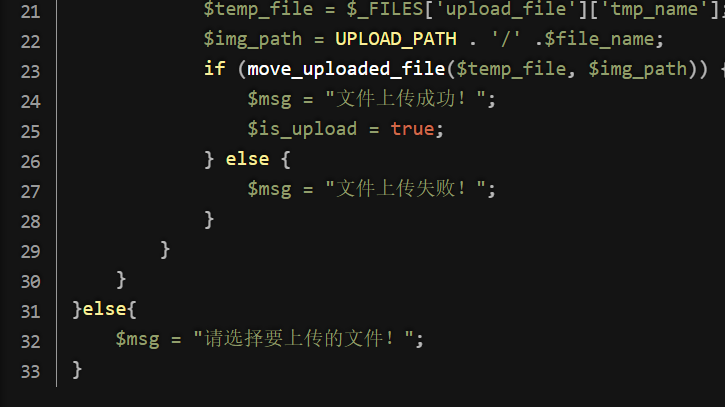 21 $temp_file = $_FILES['upload_file']['tmp_name'];
22 $img_path = UPLOAD_PATH . '/' .$file_name;
23 if (move_uploaded_file($temp_file, $img_path)) {
24 $msg = "文件上传成功！";
25 $is_upload = true;
26 } else {
27 $msg = "文件上传失败！";
28 }
29 }
30 }
31 }else{
32 $msg = "请选择要上传的文件！";
33 }